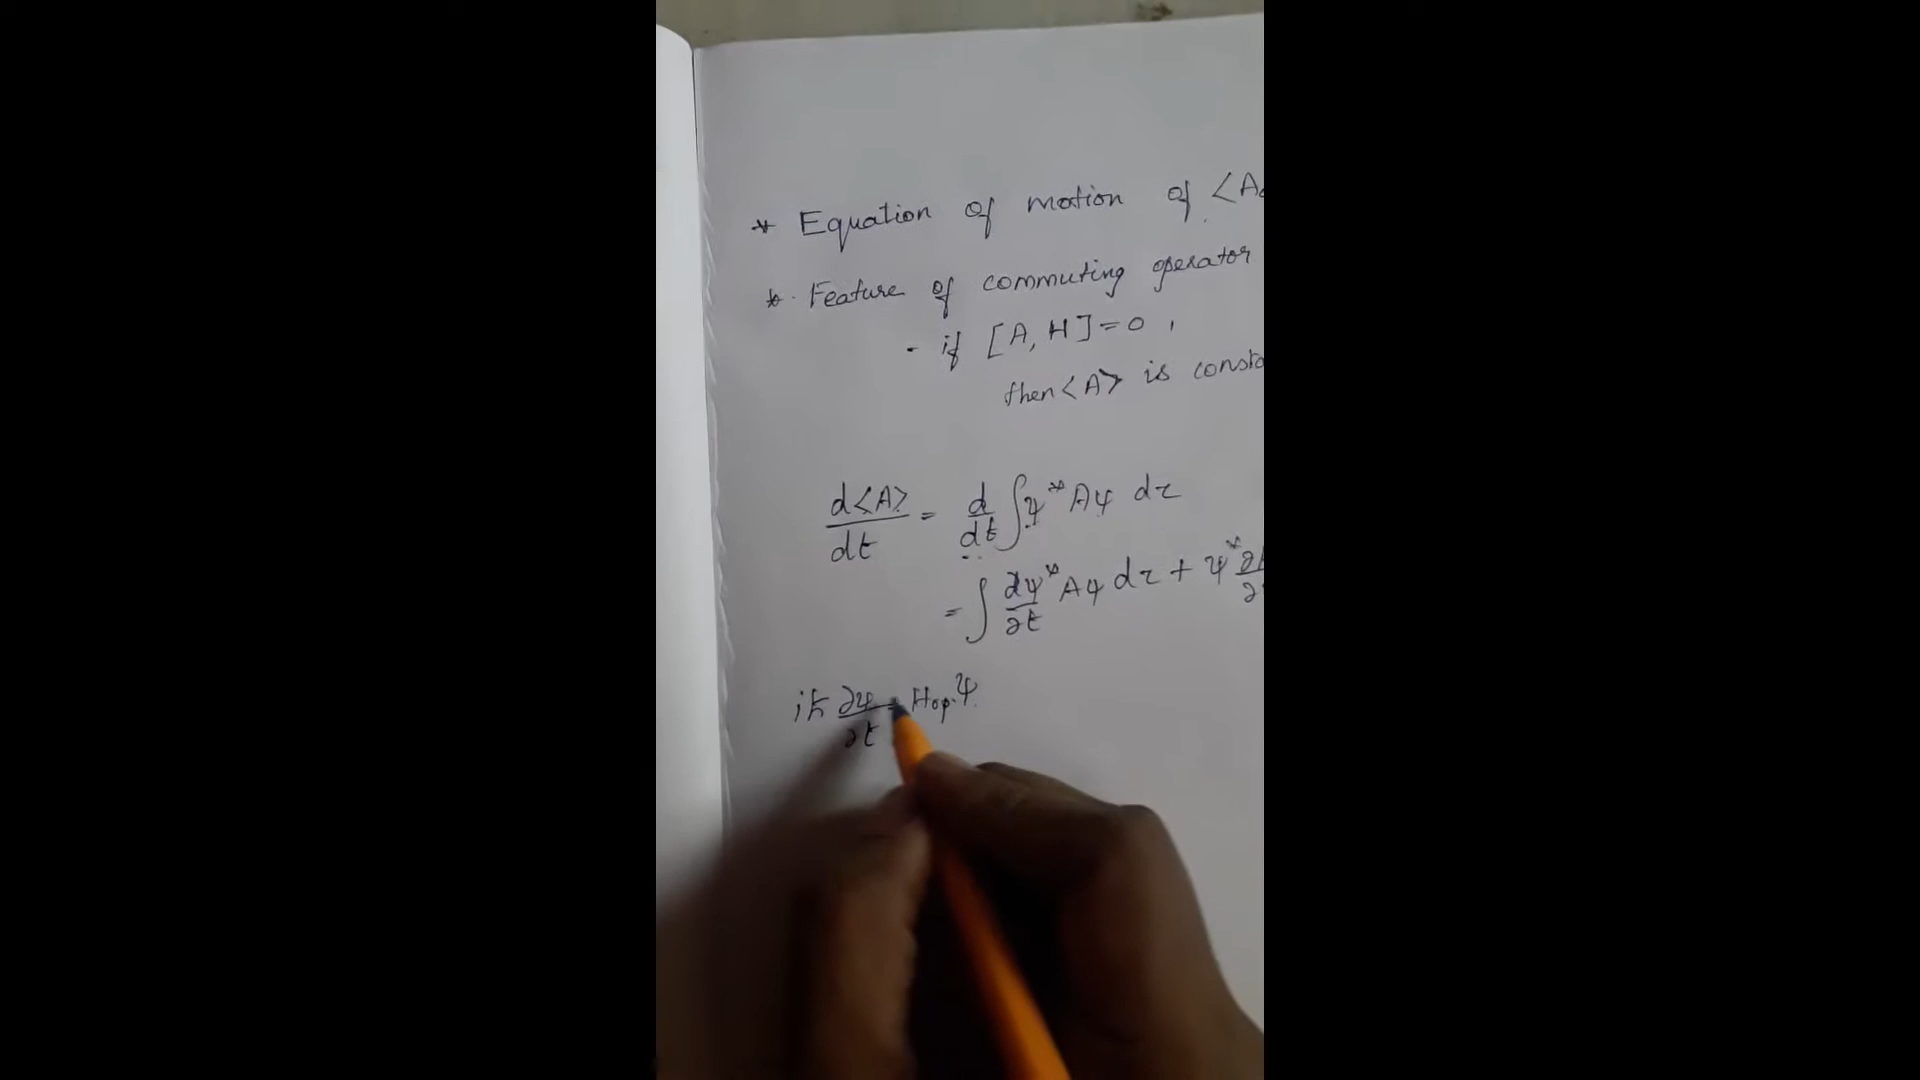 * Equation of motion of <A
* Feature of commuting operator
- if [A, H] = 0,
then <A> is consta
d<A>/dt = d/dt ∫ψ* Aψ dτ
= ∫ ∂ψ*/∂t Aψ dτ + ψ* ∂A/∂
iħ ∂ψ/∂t = Hop ψ